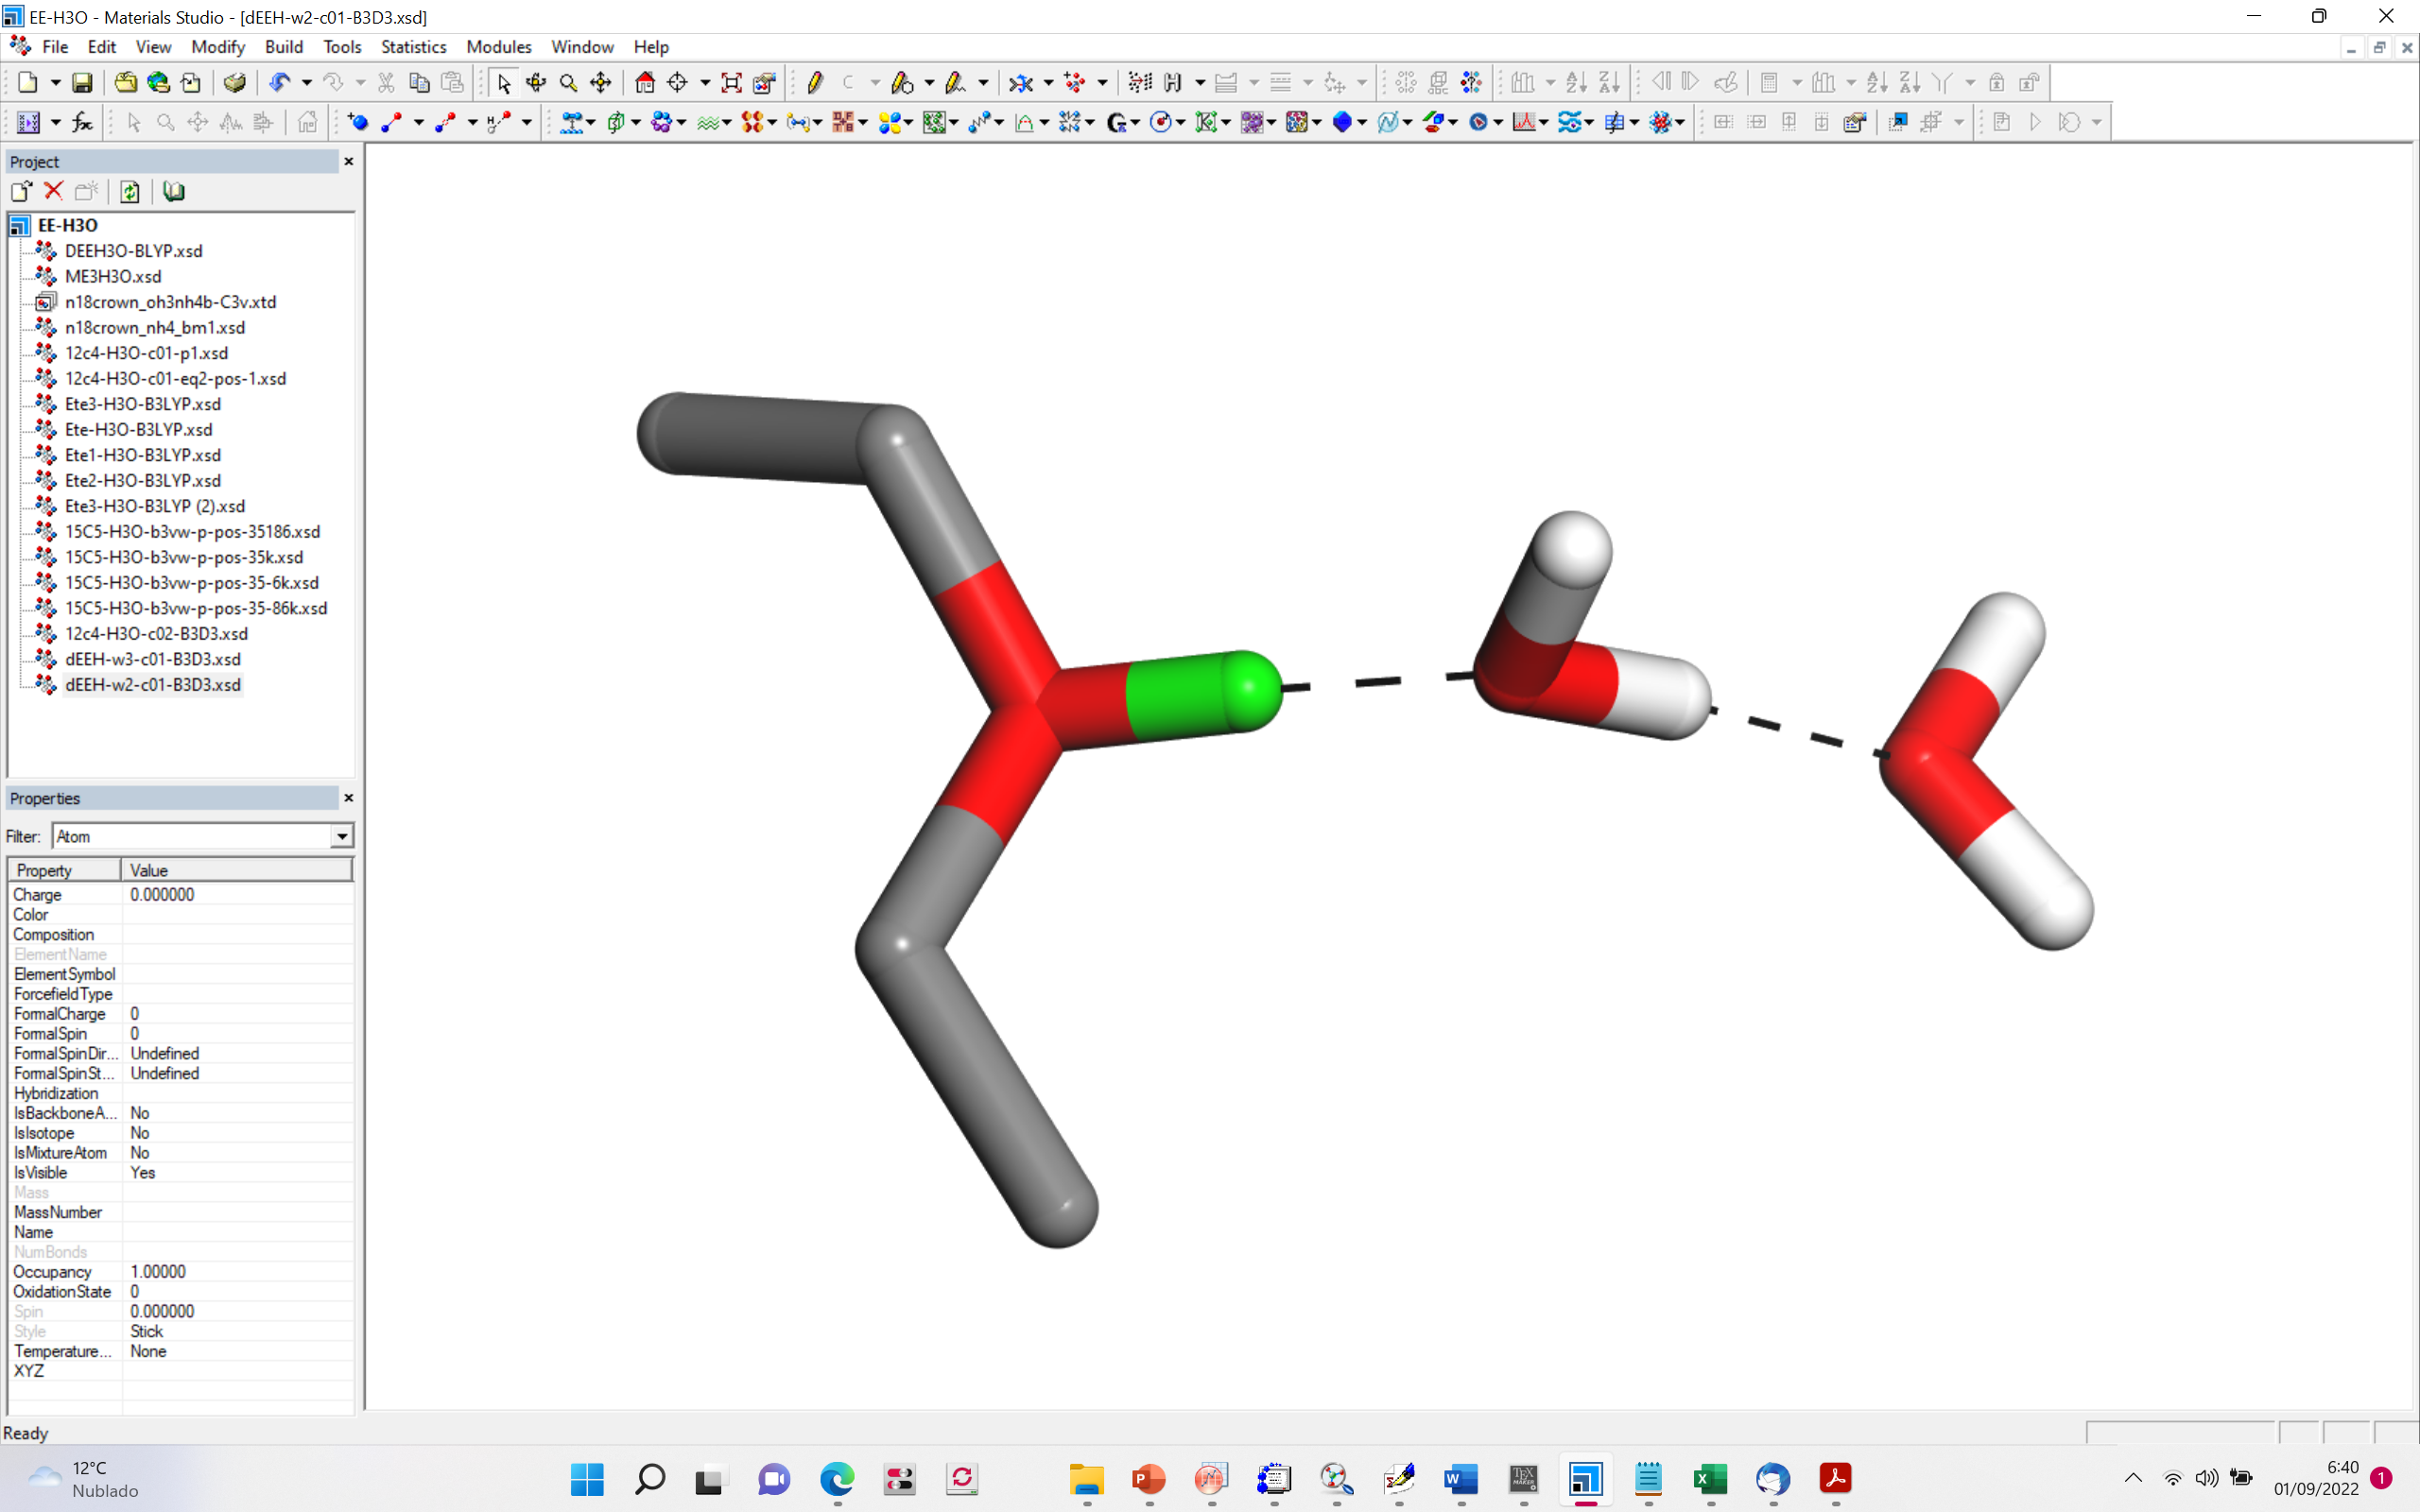 EE-H3O - Materials Studio - [dEEH-w2-c01-B3D3.xsd]
File Edit View Modify Build Tools Statistics Modules Window Help
Project
EE-H3O
DEEH3O-BLYP.xsd
ME3H3O.xsd
n18crown_oh3nh4b-C3v.xtd
n18crown_nh4_bm1.xsd
12c4-H3O-c01-p1.xsd
12c4-H3O-c01-eq2-pos-1.xsd
Ete3-H3O-B3LYP.xsd
Ete-H3O-B3LYP.xsd
Ete1-H3O-B3LYP.xsd
Ete2-H3O-B3LYP.xsd
Ete3-H3O-B3LYP (2).xsd
15C5-H3O-b3vw-p-pos-35186.xsd
15C5-H3O-b3vw-p-pos-35k.xsd
15C5-H3O-b3vw-p-pos-35-6k.xsd
15C5-H3O-b3vw-p-pos-35-86k.xsd
12c4-H3O-c02-B3D3.xsd
dEEH-w3-c01-B3D3.xsd
dEEH-w2-c01-B3D3.xsd
Properties
Filter: Atom
Property Value
Charge 0.000000
Color
Composition
ElementName
ElementSymbol
ForcefieldType
FormalCharge 0
FormalSpin 0
FormalSpinDir... Undefined
FormalSpinSt... Undefined
Hybridization
IsBackboneA... No
IsIsotope No
IsMixtureAtom No
IsVisible Yes
Mass
MassNumber
Name
NumBonds
Occupancy 1.00000
OxidationState 0
Spin 0.000000
Style Stick
Temperature... None
XYZ
Ready
12°C
Nublado
6:40
01/09/2022
1